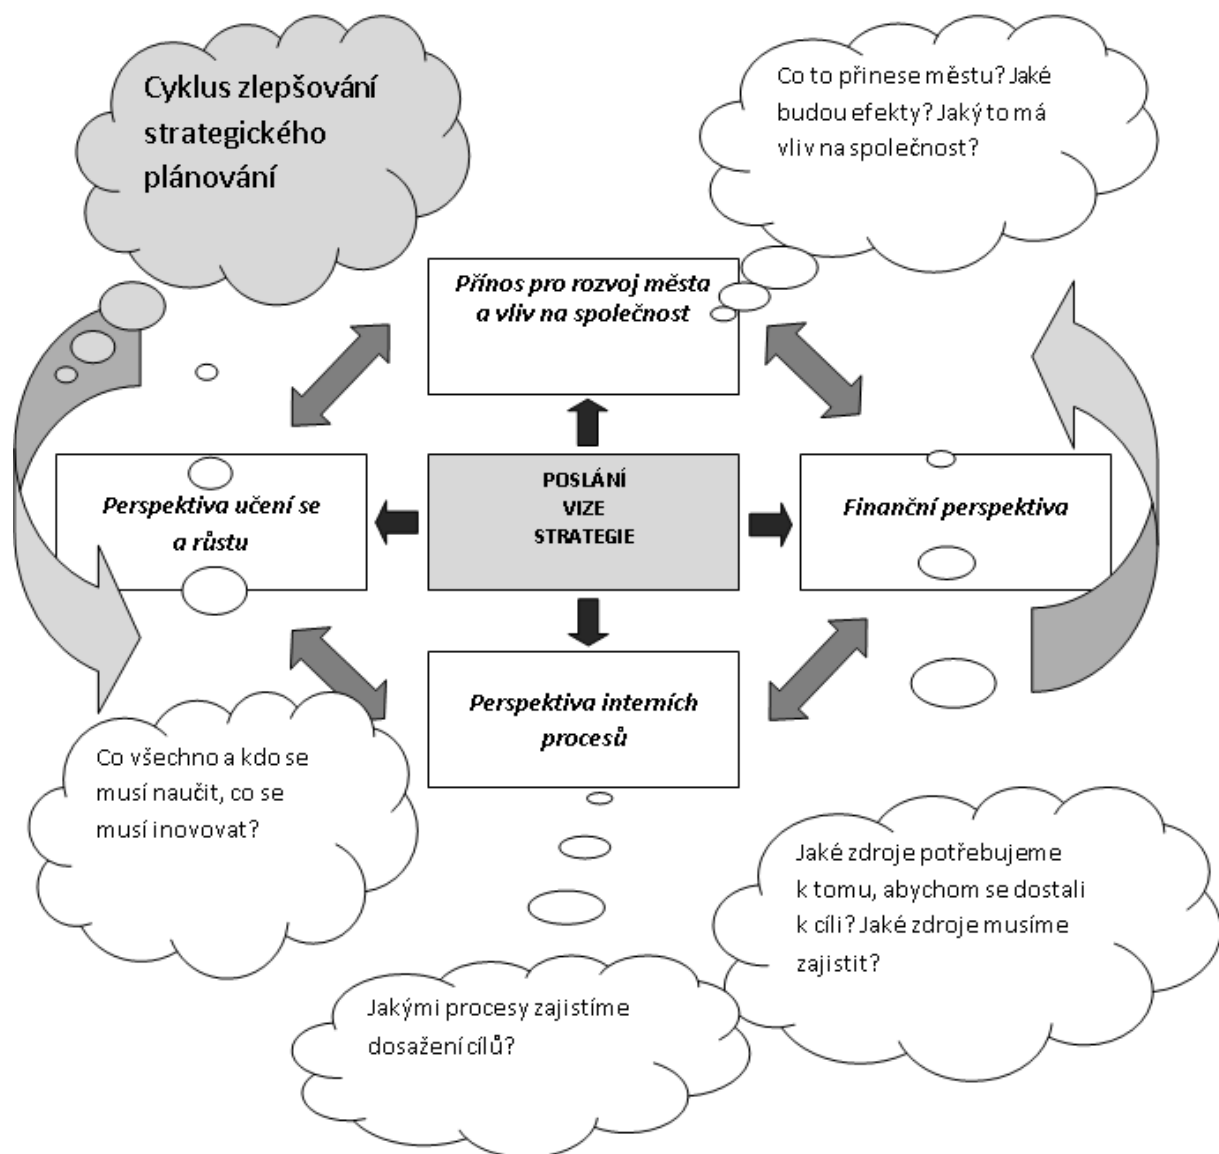 Cyklus zlepšování
strategického
plánování
Co to přinese městu? Jaké
budou efekty? Jaký to má
vliv na společnost?
Přínos pro rozvoj města
a vliv na společnost
Perspektiva učení se
a růstu
POSLÁNÍ
VIZE
STRATEGIE
Finanční perspektiva
Perspektiva interních
procesů
Co všechno a kdo se
musí naučit, co se
musí inovovat?
Jaké zdroje potřebujeme
k tomu, abychom se dostali
k cíli? Jaké zdroje musíme
zajistit?
Jakými procesy zajistíme
dosažení cílů?